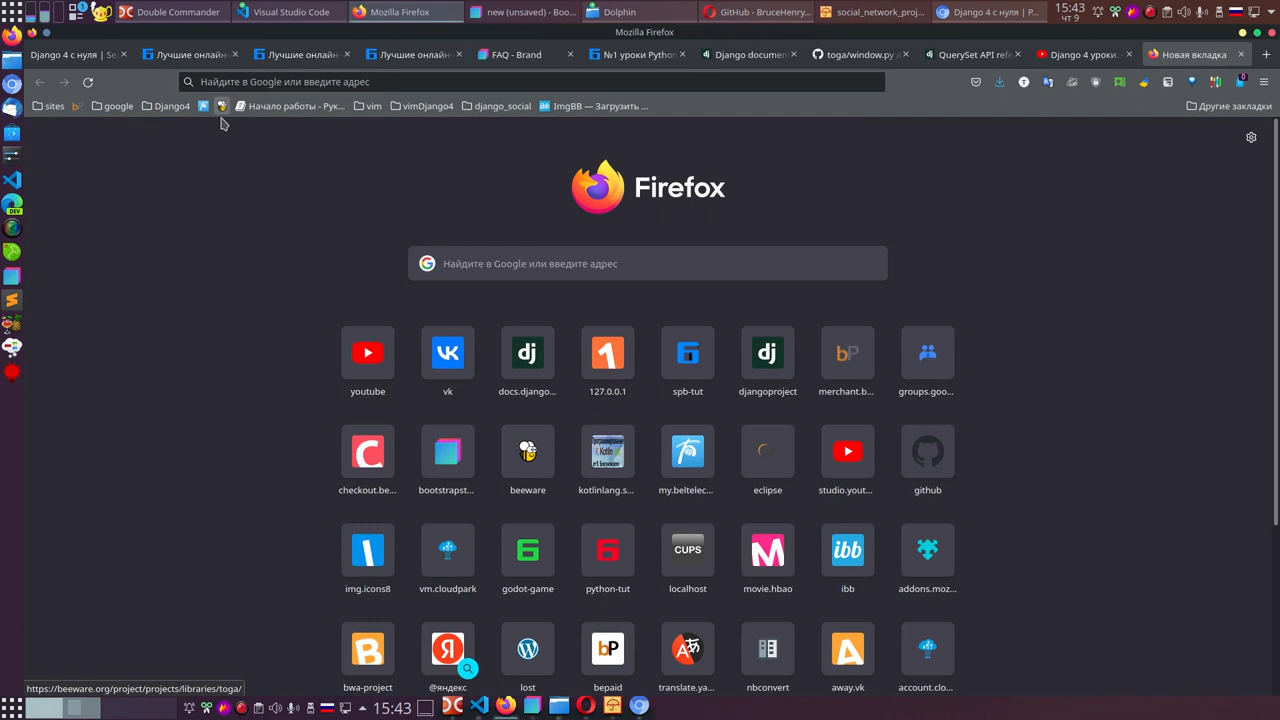 Double Commander
Visual Studio Code
Mozilla Firefox
new (unsaved) - Boo...
Dolphin
GitHub - BruceHenry...
social_network_proj...
Django 4 с нуля | P...
15:43
чт 9
Mozilla Firefox
Django 4 с нуля | Se
Лучшие онлайн-
Лучшие онлайн-
Лучшие онлайн-
FAQ - Brand
№1 уроки Python
Django documen
toga/window.py
QuerySet API refe
Django 4 уроки.
Новая вкладка
Найдите в Google или введите адрес
sites
bP
google
Django4
Начало работы - Рук...
vim
vimDjango4
django_social
ImgBB — Загрузить ...
Другие закладки
Firefox
Найдите в Google или введите адрес
youtube
vk
docs.django...
127.0.0.1
spb-tut
djangoproject
merchant.b...
groups.goo...
checkout.be...
bootstrapst...
beeware
kotlinlang.s...
my.beltelec...
eclipse
studio.yout...
github
img.icons8
vm.cloudpark
godot-game
python-tut
localhost
movie.hbao
ibb
addons.moz...
bwa-project
@яндекс
lost
bepaid
translate.ya...
nbconvert
away.vk
account.clo...
https://beeware.org/project/projects/libraries/toga/
15:43